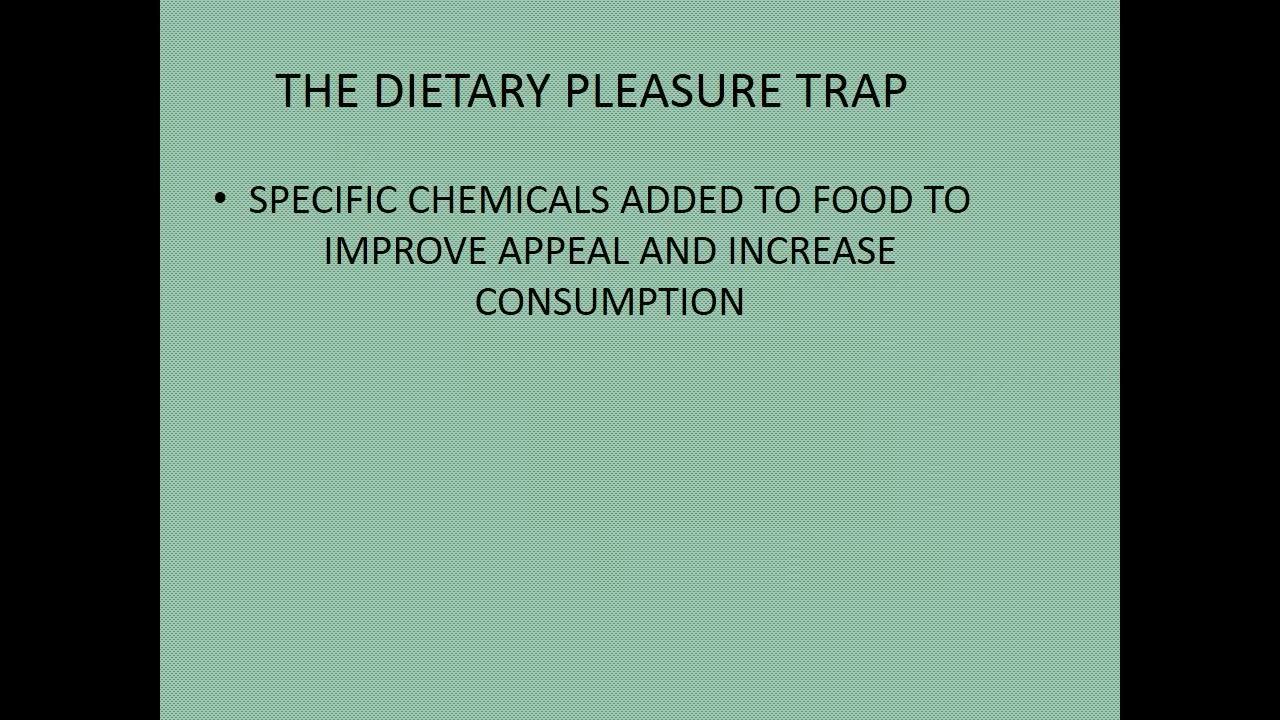 THE DIETARY PLEASURE TRAP
• SPECIFIC CHEMICALS ADDED TO FOOD TO
IMPROVE APPEAL AND INCREASE
CONSUMPTION